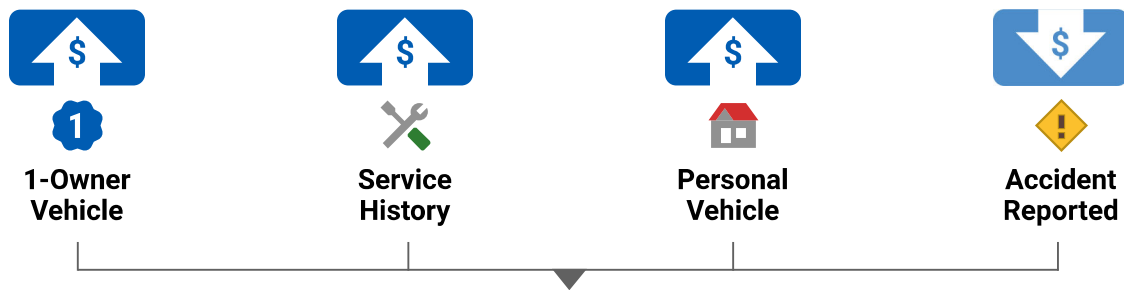 $
$
$
$
1
!
1-Owner
Vehicle
Service
History
Personal
Vehicle
Accident
Reported